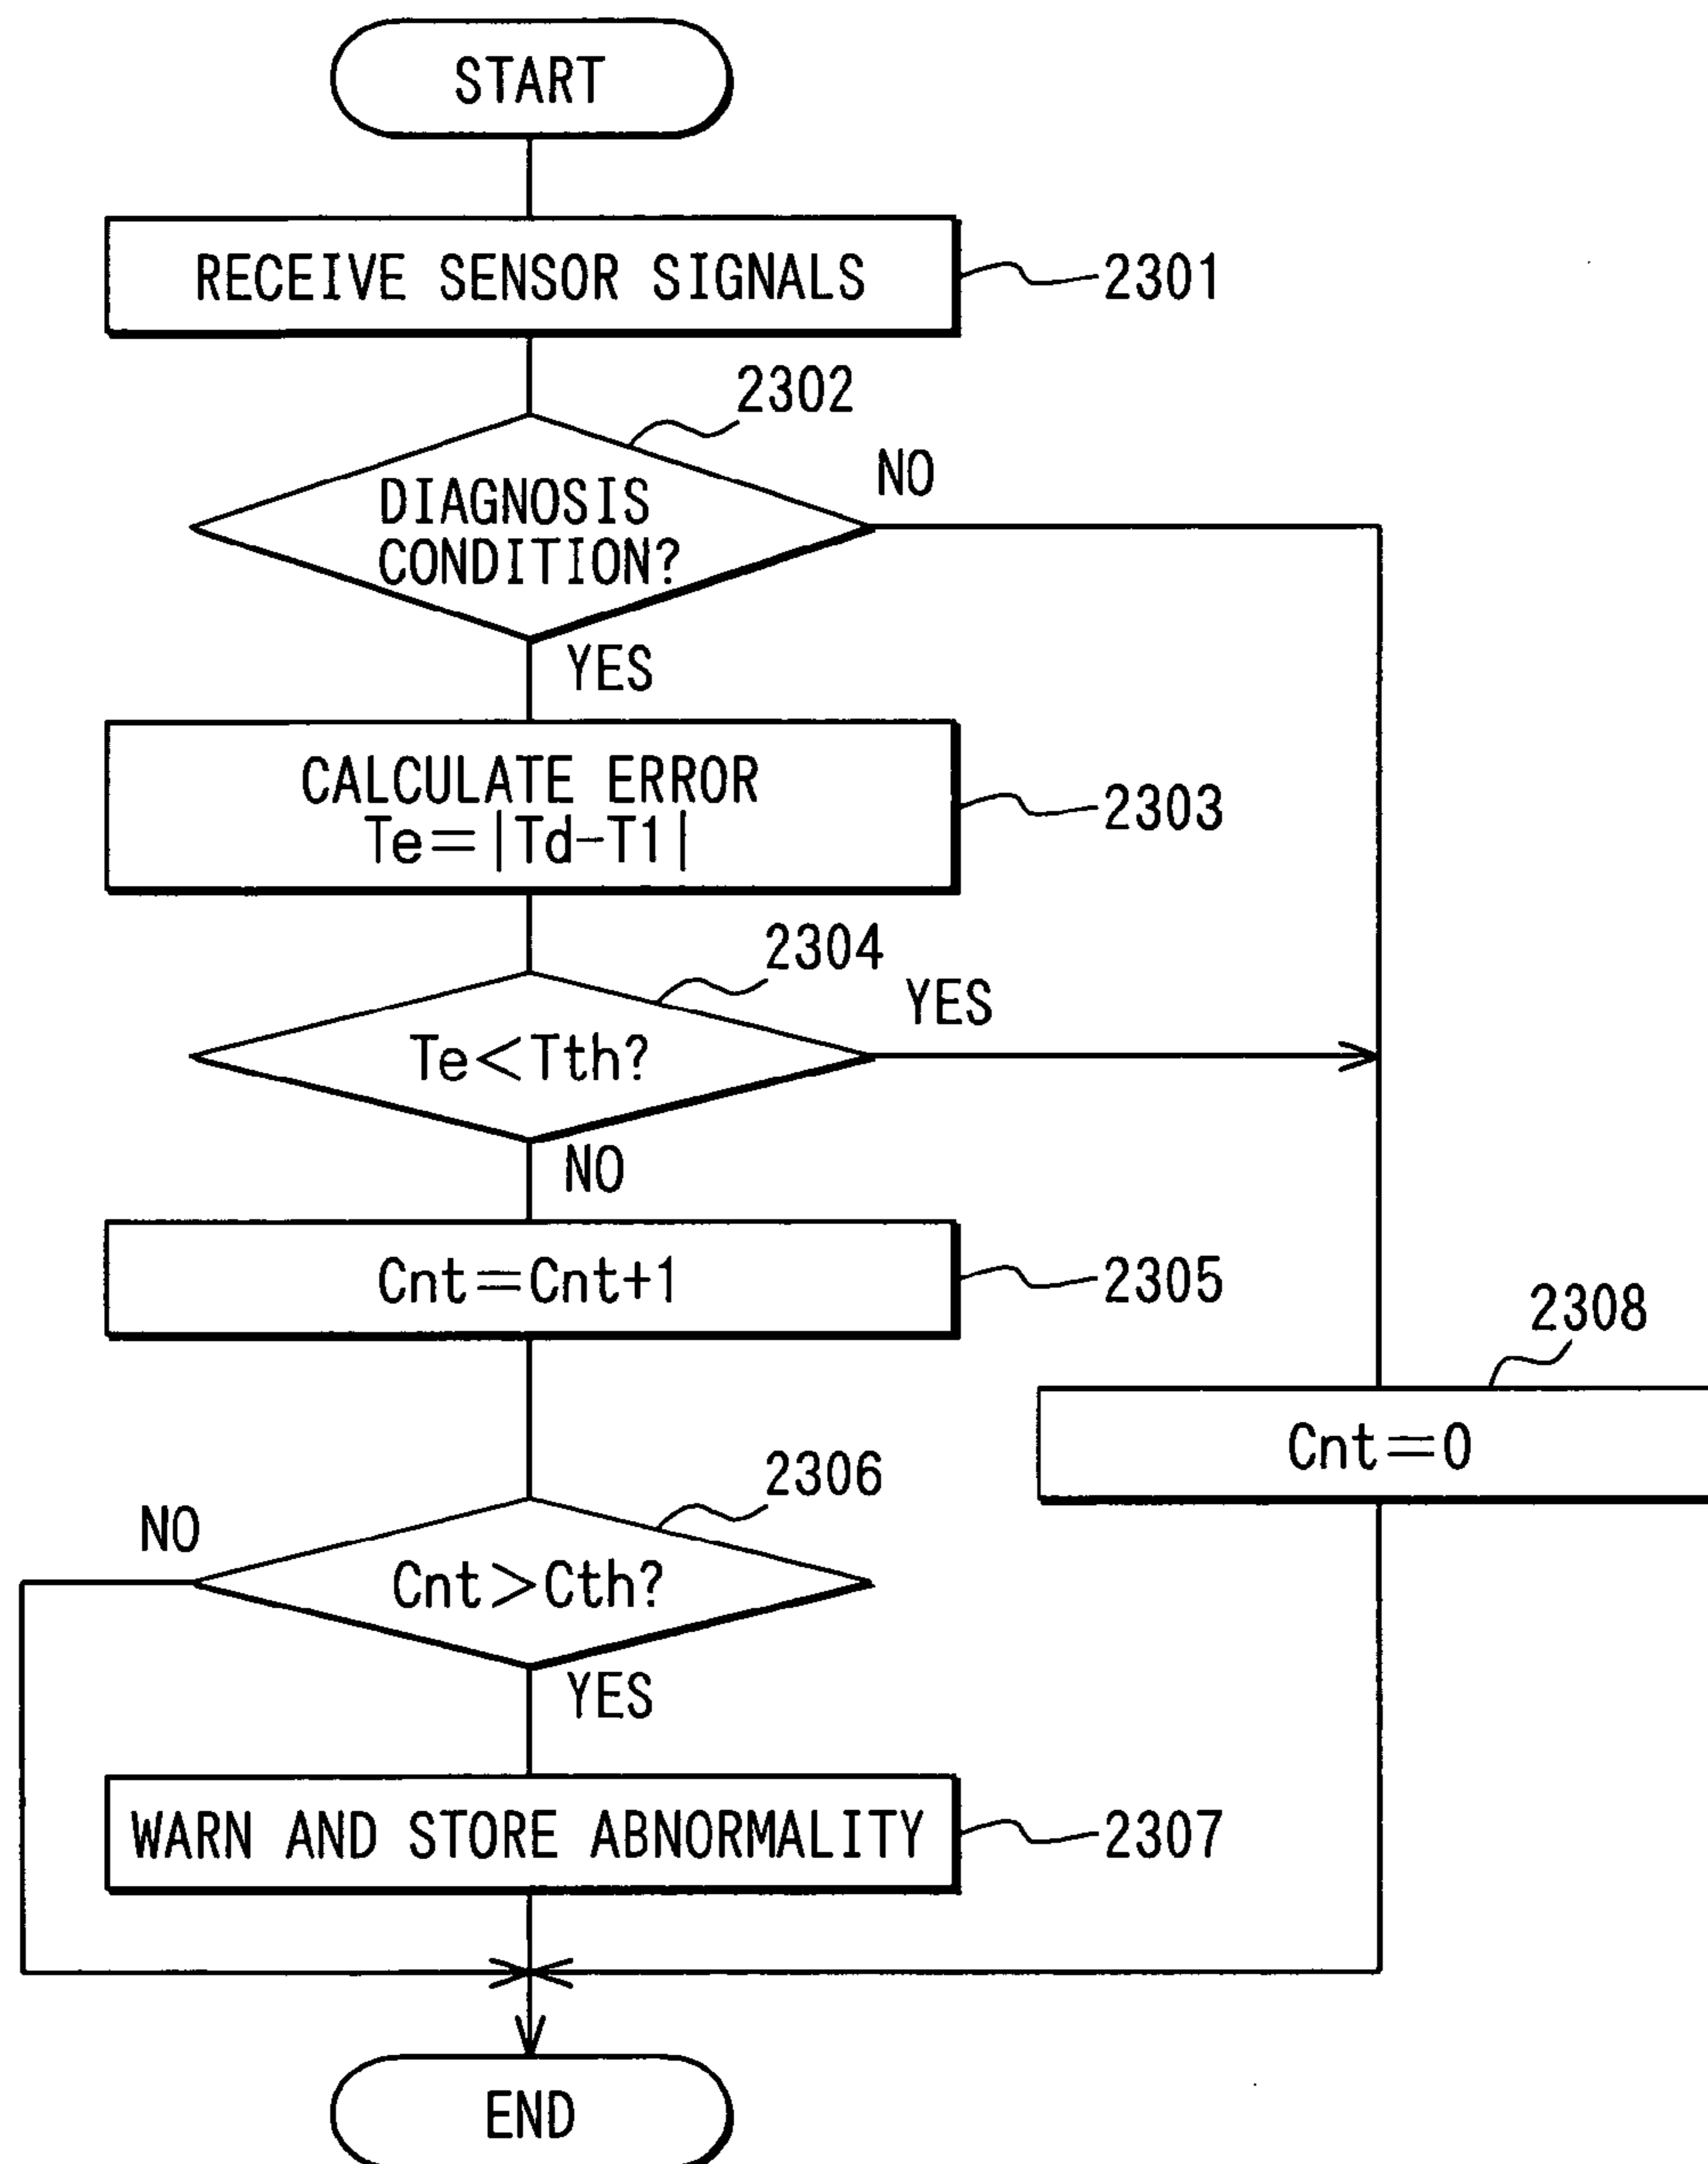 START
RECEIVE SENSOR SIGNALS
2301
2302
DIAGNOSIS
CONDITION?
NO
YES
CALCULATE ERROR
Te=|Td-T1|
2303
2304
Te<Tth?
YES
NO
Cnt=Cnt+1
2305
2308
Cnt=0
2306
NO
Cnt>Cth?
YES
WARN AND STORE ABNORMALITY
2307
END